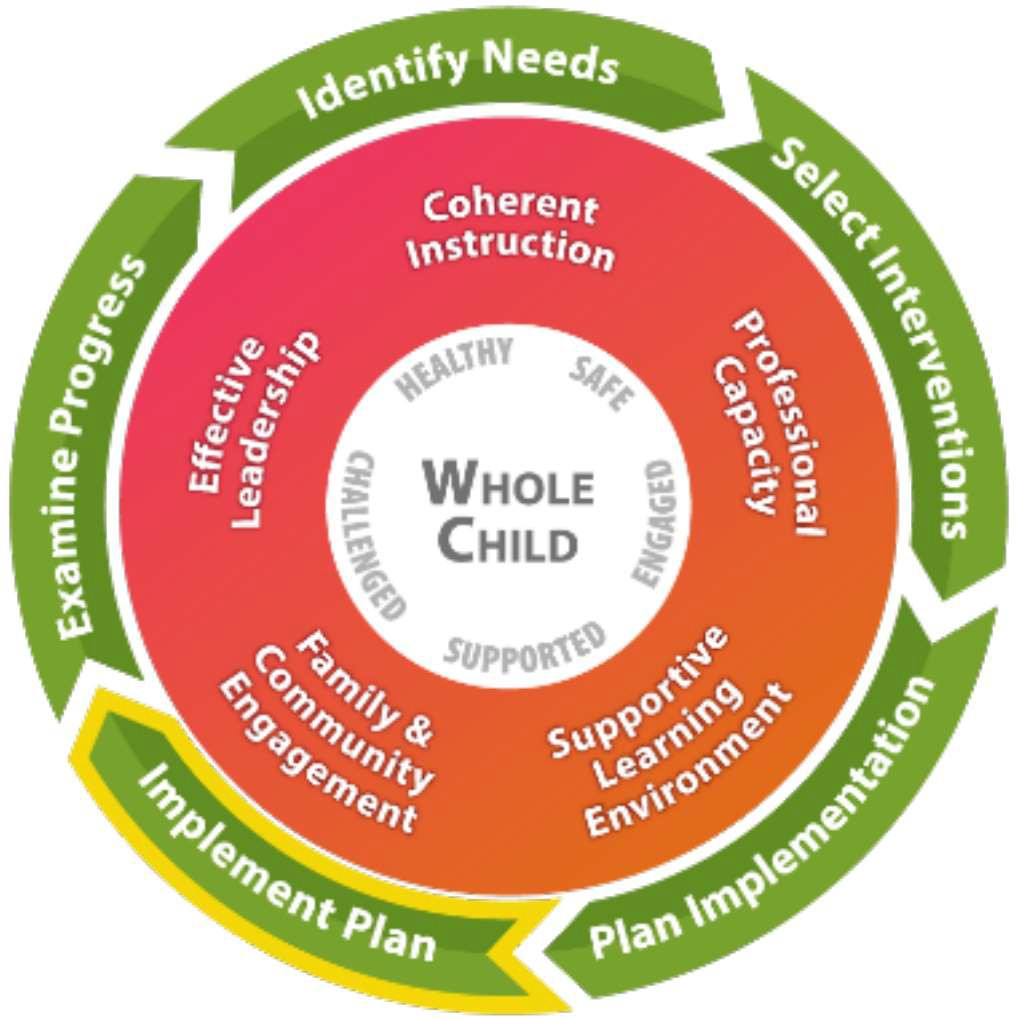 Identify Needs
Select Interventions
Plan Implementation
Implement Plan
Examine Progress
Coherent
Instruction
Professional
Capacity
Supportive
Learning
Environment
Family &
Community
Engagement
Effective
Leadership
HEALTHY
SAFE
ENGAGED
SUPPORTED
CHALLENGED
WHOLE
CHILD